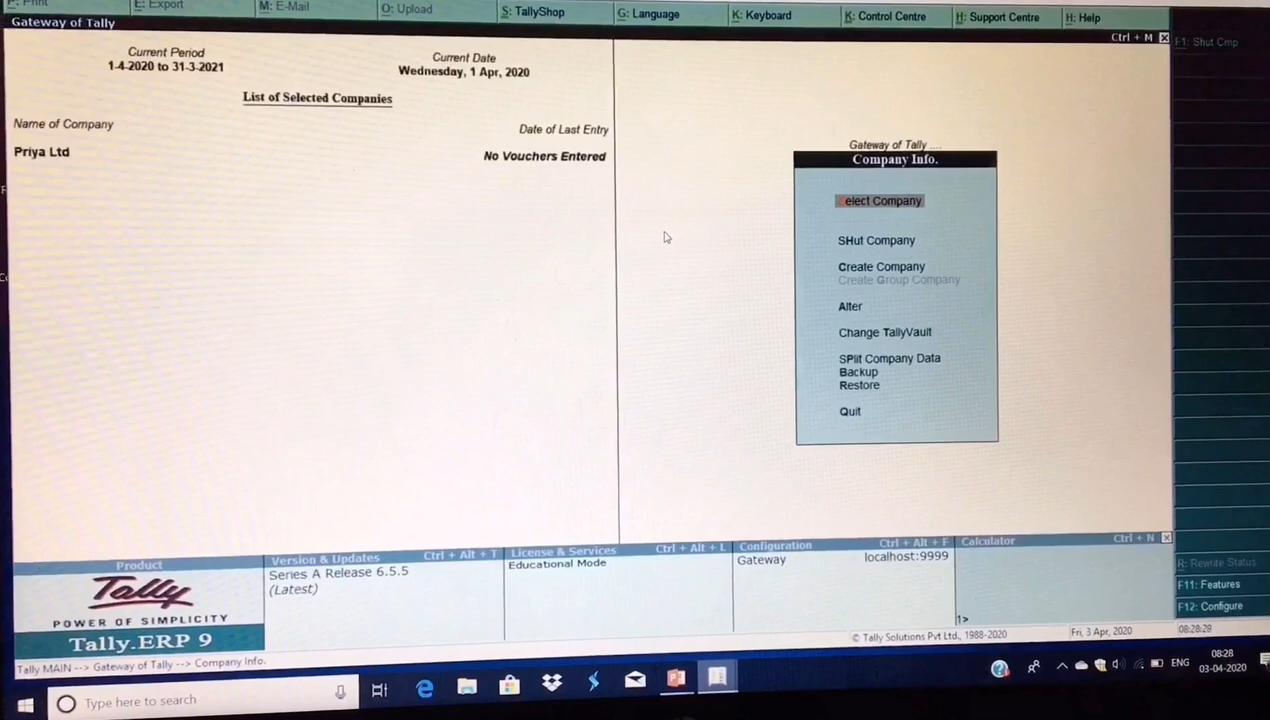 P: Print
E: Export
M: E-Mail
O: Upload
S: TallyShop
G: Language
K: Keyboard
K: Control Centre
H: Support Centre
H: Help
Gateway of Tally
Ctrl + M
F1: Shut Cmp
Current Period
1-4-2020 to 31-3-2021
Current Date
Wednesday, 1 Apr, 2020
List of Selected Companies
Name of Company
Date of Last Entry
Priya Ltd
No Vouchers Entered
Gateway of Tally ....
Company Info.
Select Company
SHut Company
Create Company
Create Group Company
Alter
Change TallyVault
SPlit Company Data
Backup
Restore
Quit
R: Rewrite Status
F11: Features
F12: Configure
Product
Tally
POWER OF SIMPLICITY
Tally.ERP 9
Version & Updates
Ctrl + Alt + T
Series A Release 6.5.5
(Latest)
License & Services
Ctrl + Alt + L
Educational Mode
Configuration
Ctrl + Alt + F
Gateway
localhost:9999
Calculator
Ctrl + N
1>
Tally MAIN --> Gateway of Tally --> Company Info.
© Tally Solutions Pvt Ltd., 1988-2020
Fri, 3 Apr, 2020
08:28:29
Type here to search
ENG
08:28
03-04-2020